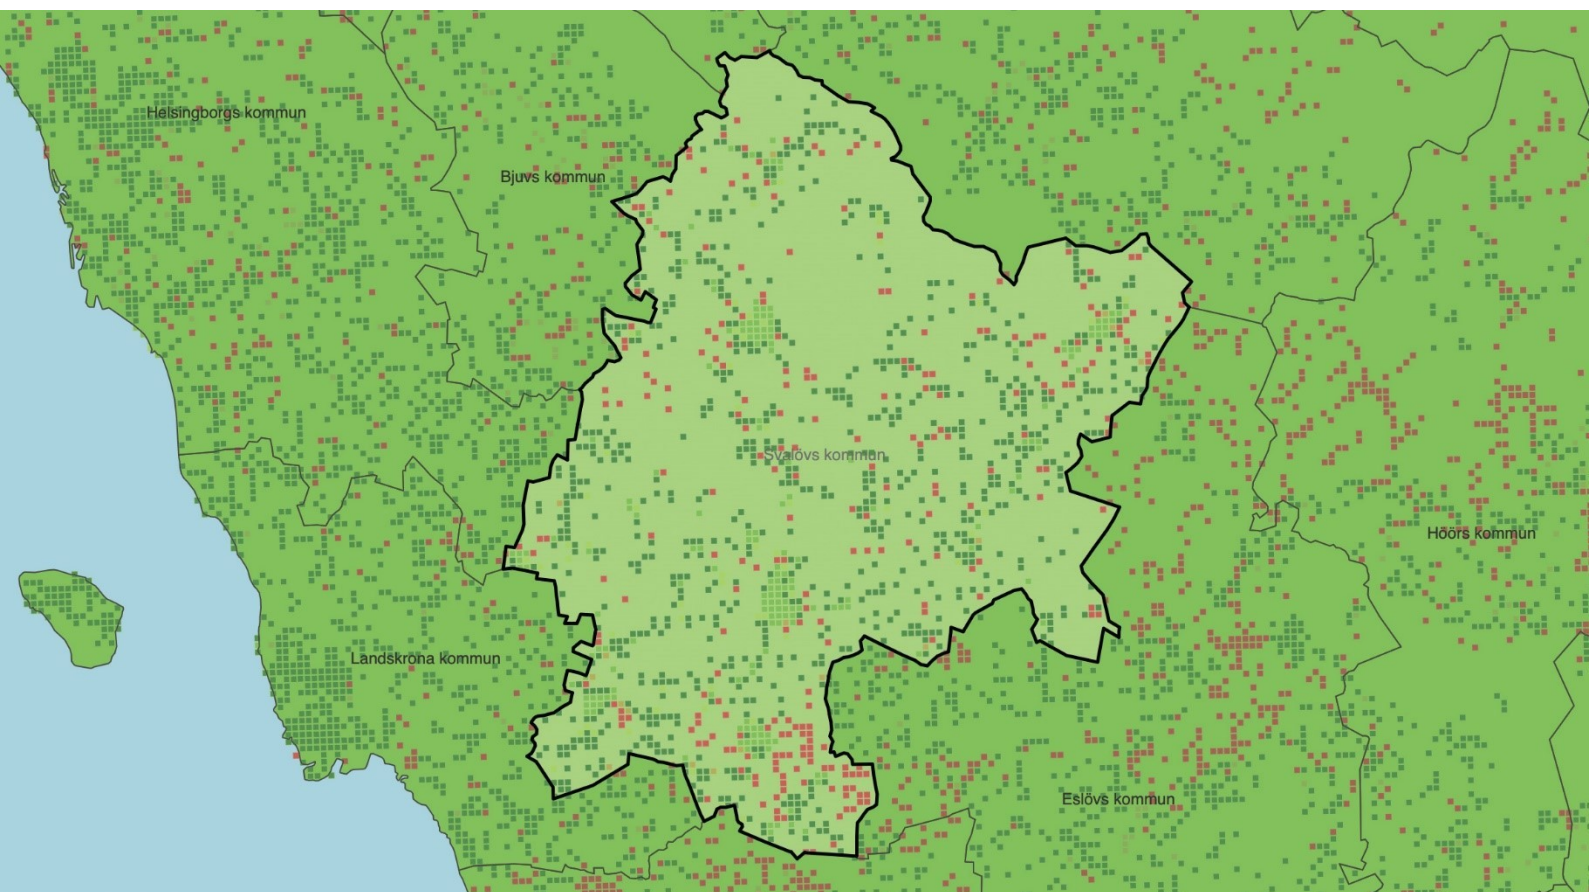 Helsingborgs kommun
Bjuvs kommun
Svalövs kommun
Höörs kommun
Landskrona kommun
Eslövs kommun